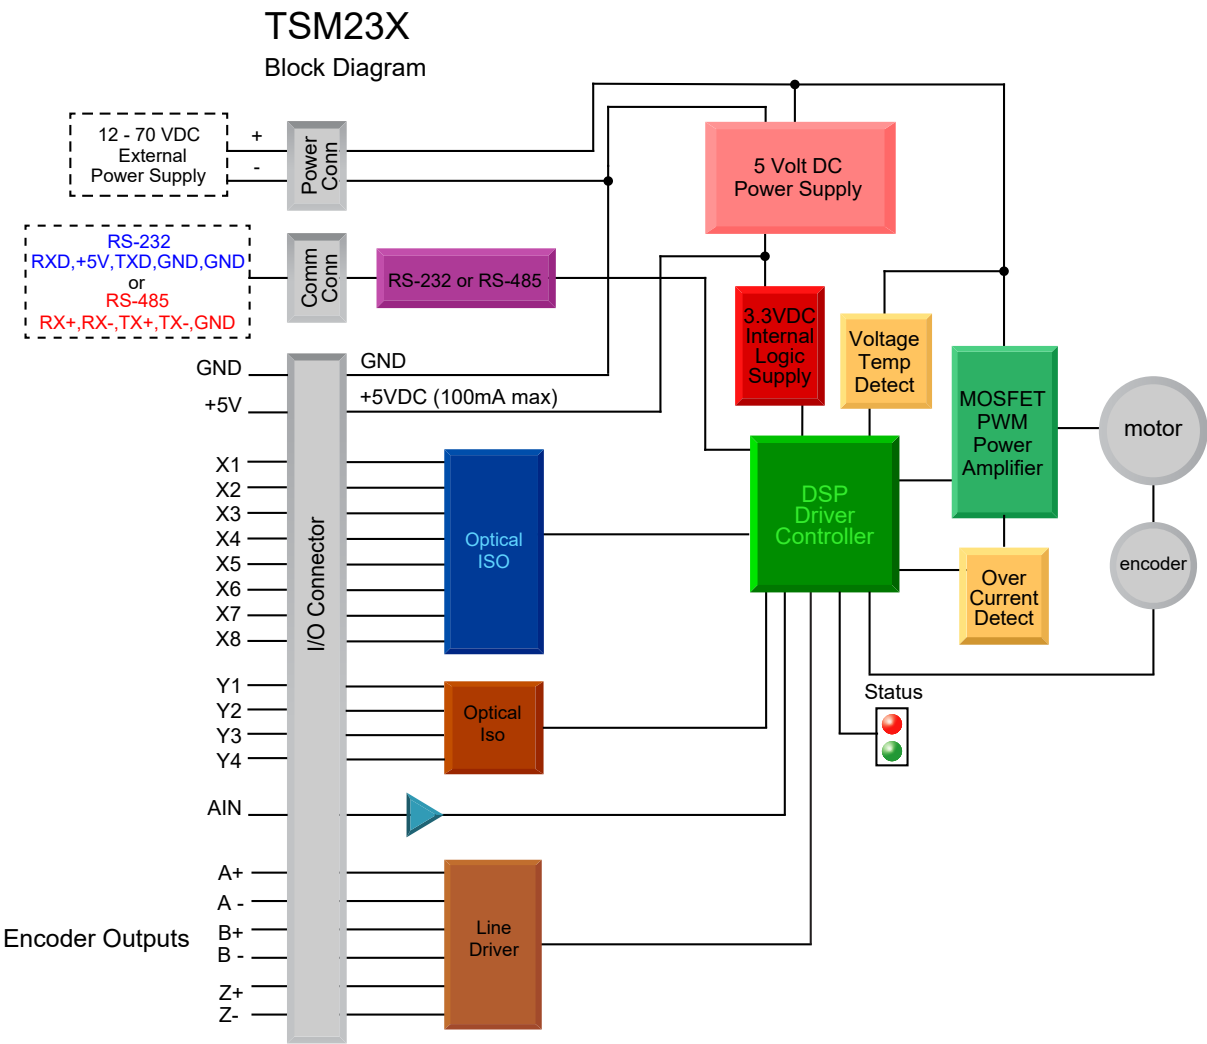 TSM23X
Block Diagram
12 - 70 VDC
External
Power Supply
+
-
Power
Conn
5 Volt DC
Power Supply
RS-232
RXD,+5V,TXD,GND,GND
or
RS-485
RX+,RX-,TX+,TX-,GND
Comm
Conn
RS-232 or RS-485
3.3VDC
Internal
Logic
Supply
Voltage
Temp
Detect
MOSFET
PWM
Power
Amplifier
motor
GND
GND
+5V
+5VDC (100mA max)
X1
X2
X3
X4
X5
X6
X7
X8
I/O Connector
Optical
ISO
DSP
Driver
Controller
encoder
Over
Current
Detect
Y1
Y2
Y3
Y4
Optical
Iso
Status
AIN
Encoder Outputs
A+
A -
B+
B -
Z+
Z-
Line
Driver